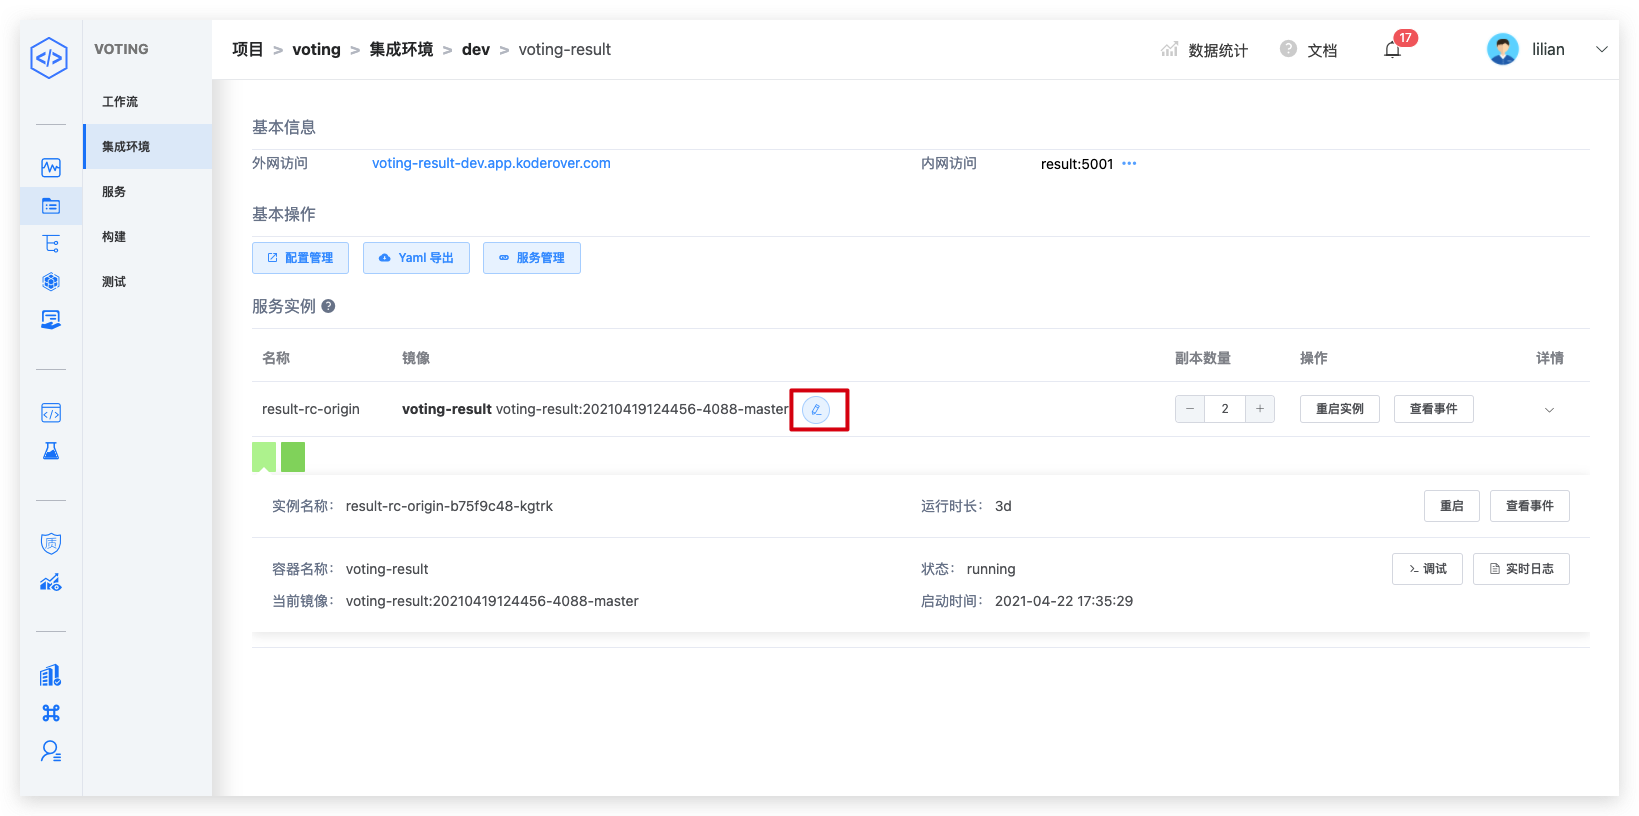 VOTING
项目 > voting > 集成环境 > dev > voting-result
数据统计
? 文档
17
lilian
工作流
集成环境
服务
构建
测试
基本信息
外网访问 voting-result-dev.app.koderover.com 内网访问 result:5001 •••
基本操作
配置管理 Yaml 导出 服务管理
服务实例 ?
名称 镜像 副本数量 操作 详情
result-rc-origin voting-result voting-result:20210419124456-4088-master − 2 + 重启实例 查看事件
实例名称： result-rc-origin-b75f9c48-kgtrk 运行时长： 3d 重启 查看事件
容器名称： voting-result 状态： running >_ 调试 实时日志
当前镜像： voting-result:20210419124456-4088-master 启动时间： 2021-04-22 17:35:29
质